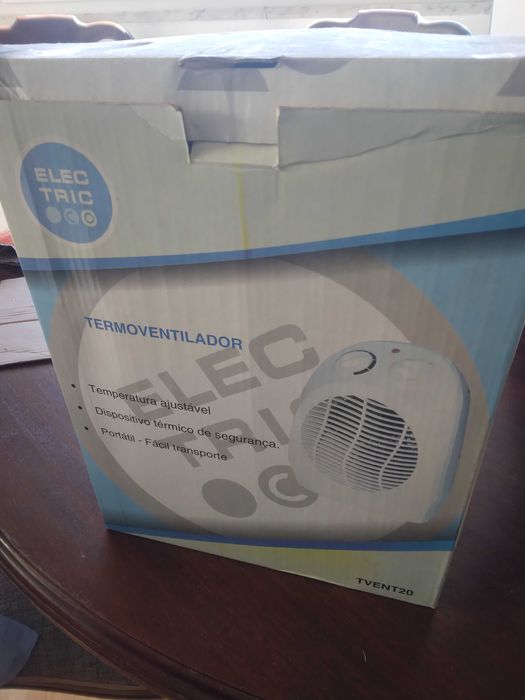 ELEC
TRIC
TERMOVENTILADOR
ELEC
TRIC
• Temperatura ajustável
• Dispositivo térmico de segurança.
• Portátil - Fácil transporte
TVENT20